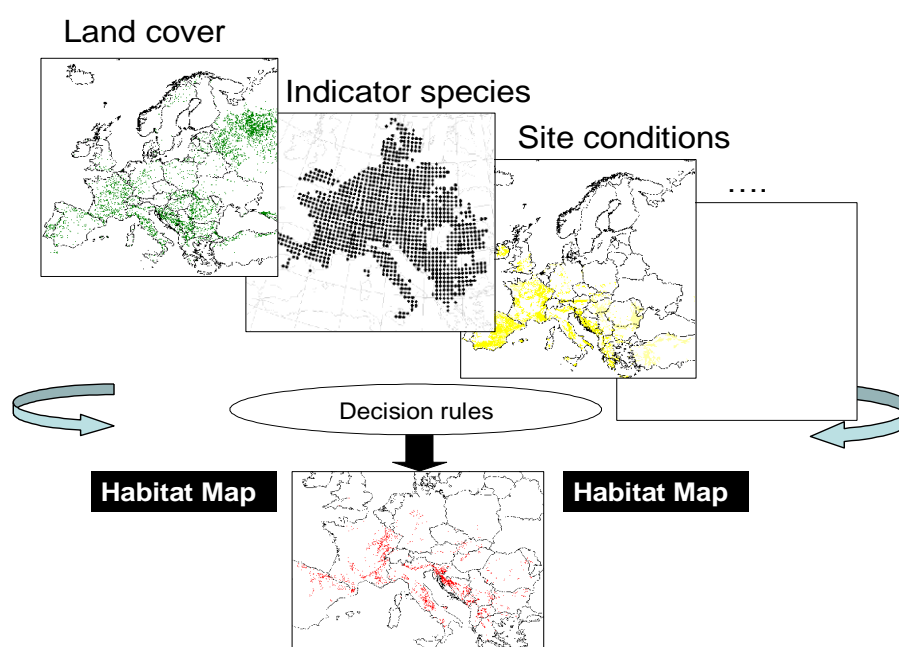 Land cover
Indicator species
Site conditions
....
Decision rules
Habitat Map
Habitat Map